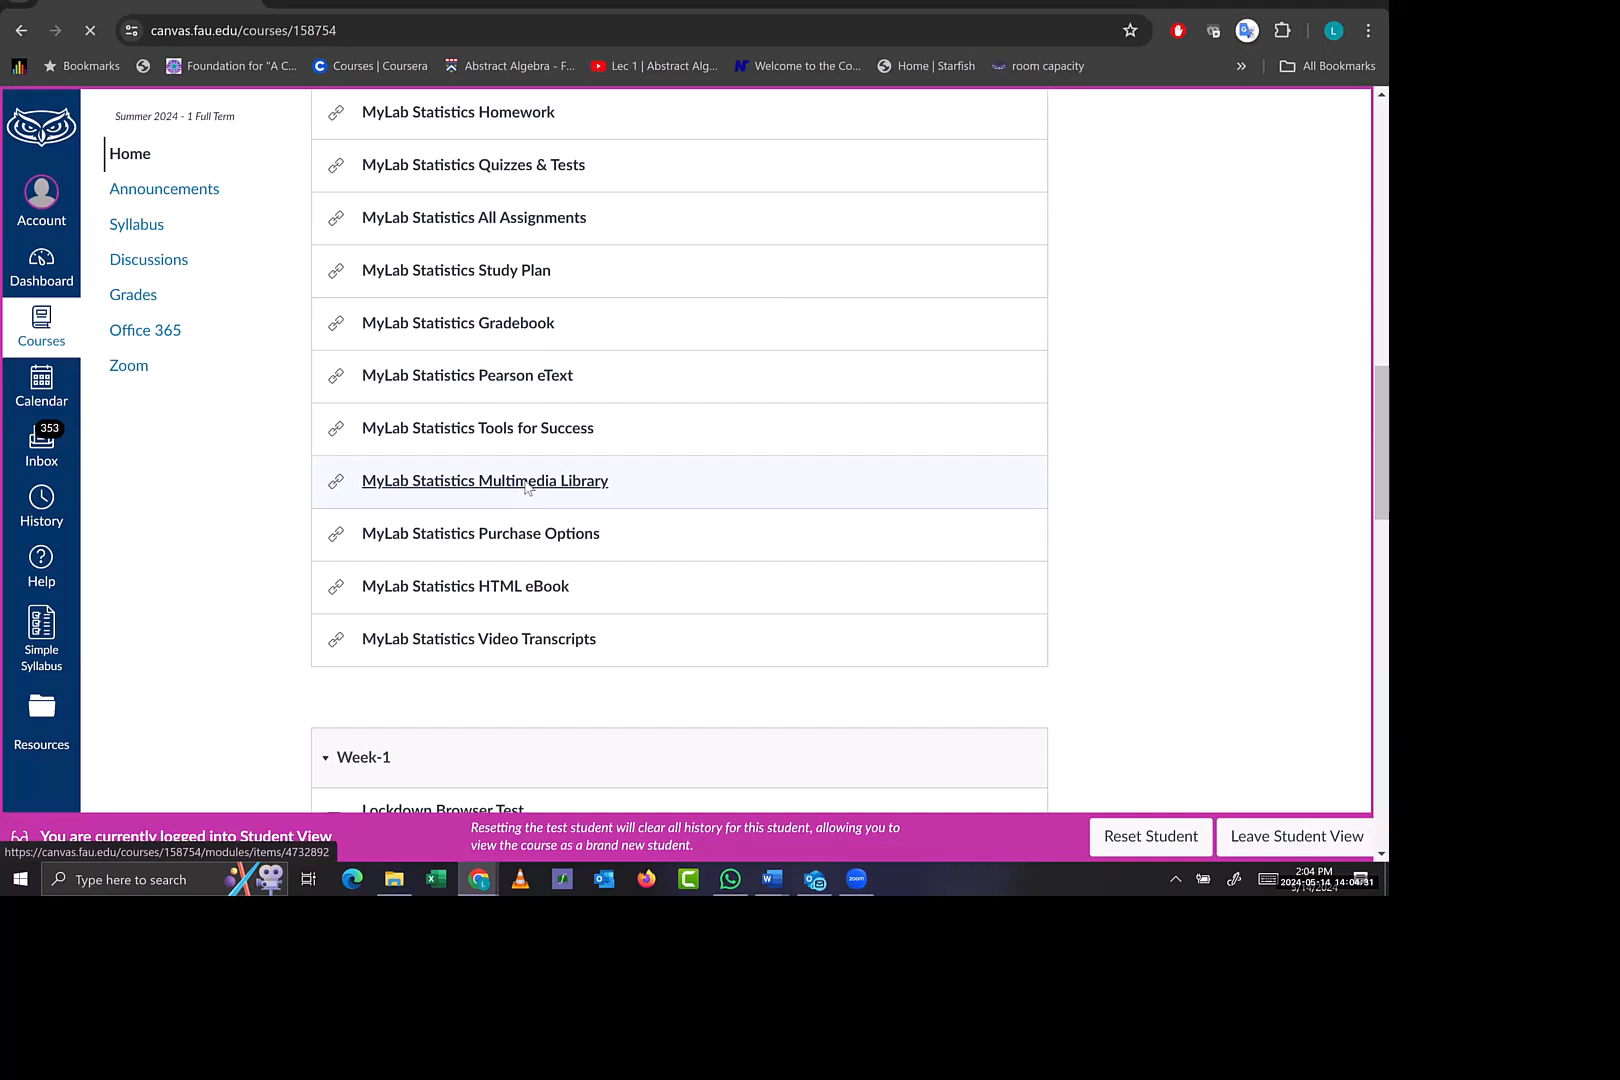 canvas.fau.edu/courses/158754
L
Bookmarks
Foundation for "A C...
Courses | Coursera
Abstract Algebra - F...
Lec 1 | Abstract Alg...
Welcome to the Co...
Home | Starfish
room capacity
»
All Bookmarks
Summer 2024 - 1 Full Term
Home
Announcements
Syllabus
Discussions
Grades
Office 365
Zoom
Account
Dashboard
Courses
Calendar
353
Inbox
History
Help
Simple
Syllabus
Resources
MyLab Statistics Homework
MyLab Statistics Quizzes & Tests
MyLab Statistics All Assignments
MyLab Statistics Study Plan
MyLab Statistics Gradebook
MyLab Statistics Pearson eText
MyLab Statistics Tools for Success
MyLab Statistics Multimedia Library
MyLab Statistics Purchase Options
MyLab Statistics HTML eBook
MyLab Statistics Video Transcripts
Week-1
Lockdown Browser Test
You are currently logged into Student View
Resetting the test student will clear all history for this student, allowing you to
view the course as a brand new student.
Reset Student
Leave Student View
https://canvas.fau.edu/courses/158754/modules/items/4732892
Type here to search
zoom
2:04 PM
2024-05-14 14:04:31